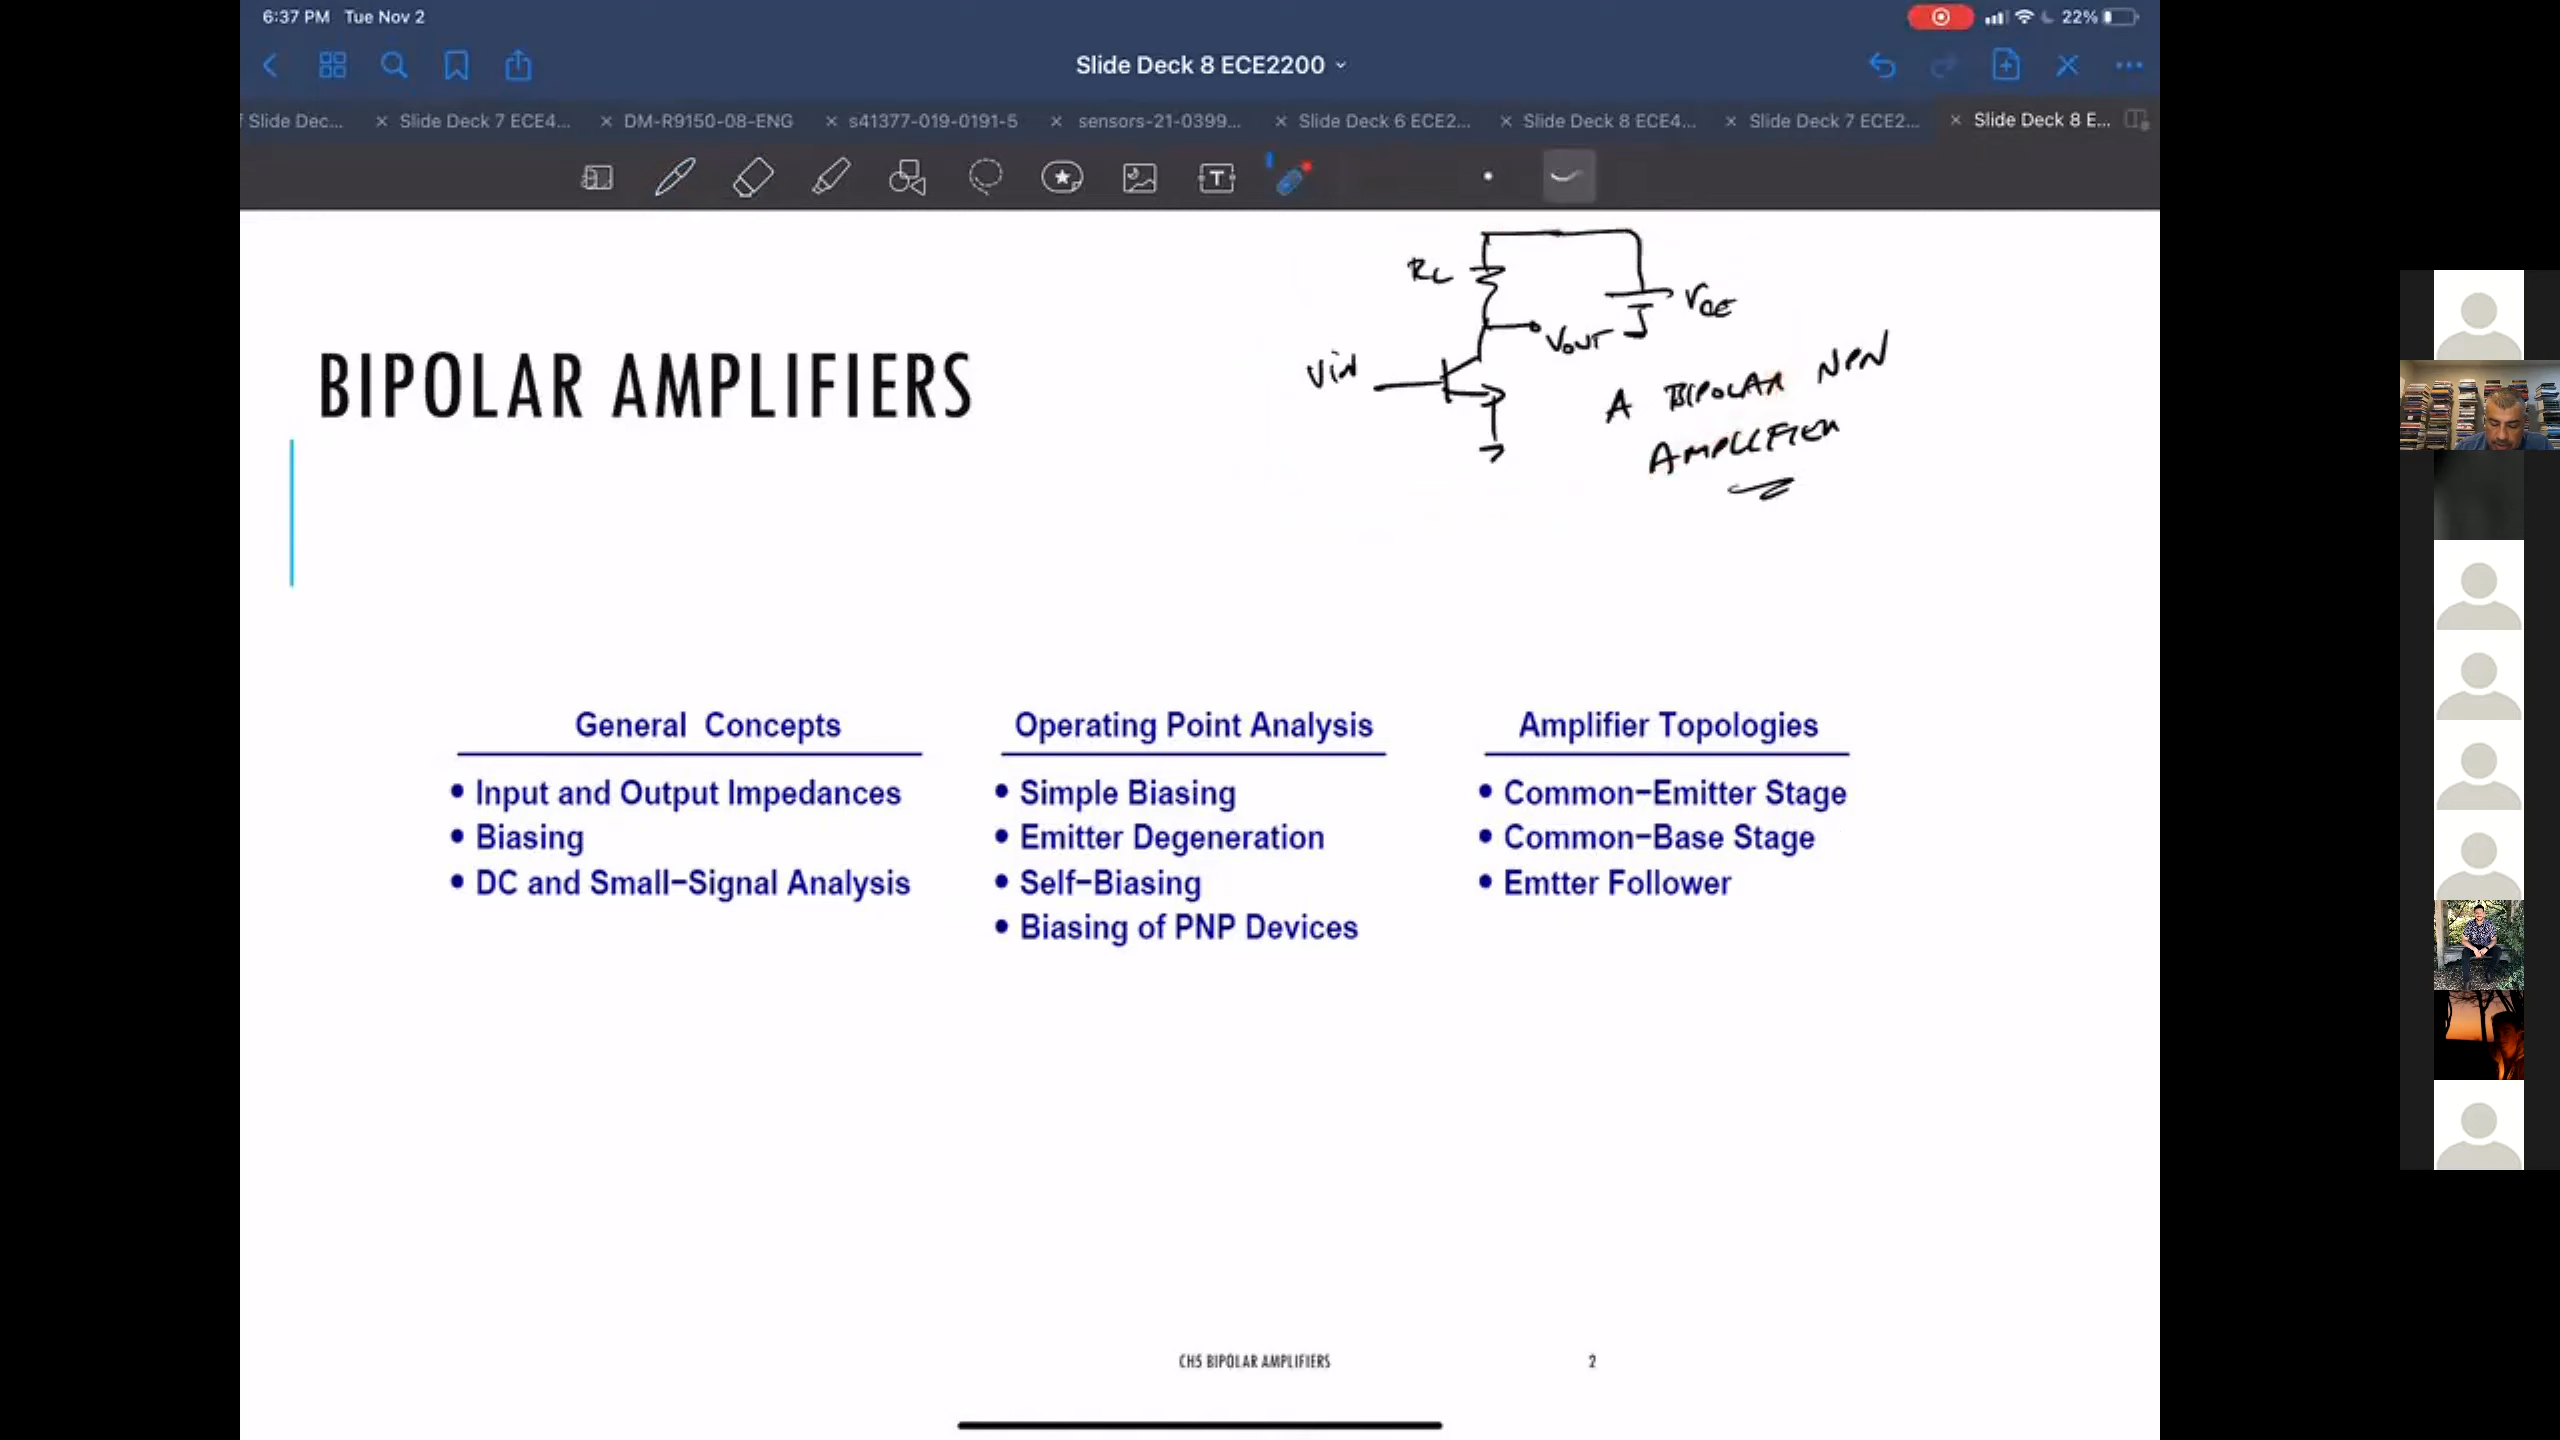 6:37 PM Tue Nov 2
22%
Slide Deck 8 ECE2200
f Slide Dec...
Slide Deck 7 ECE4...
DM-R9150-08-ENG
s41377-019-0191-5
sensors-21-0399...
Slide Deck 6 ECE2...
Slide Deck 8 ECE4...
Slide Deck 7 ECE2...
Slide Deck 8 E...
RL
VCE
VOUT
Vin
A BIPOLAR NPN
AMPLIFIER
BIPOLAR AMPLIFIERS
General Concepts
• Input and Output Impedances
• Biasing
• DC and Small-Signal Analysis
Operating Point Analysis
• Simple Biasing
• Emitter Degeneration
• Self-Biasing
• Biasing of PNP Devices
Amplifier Topologies
• Common-Emitter Stage
• Common-Base Stage
• Emtter Follower
CH5 BIPOLAR AMPLIFIERS
2